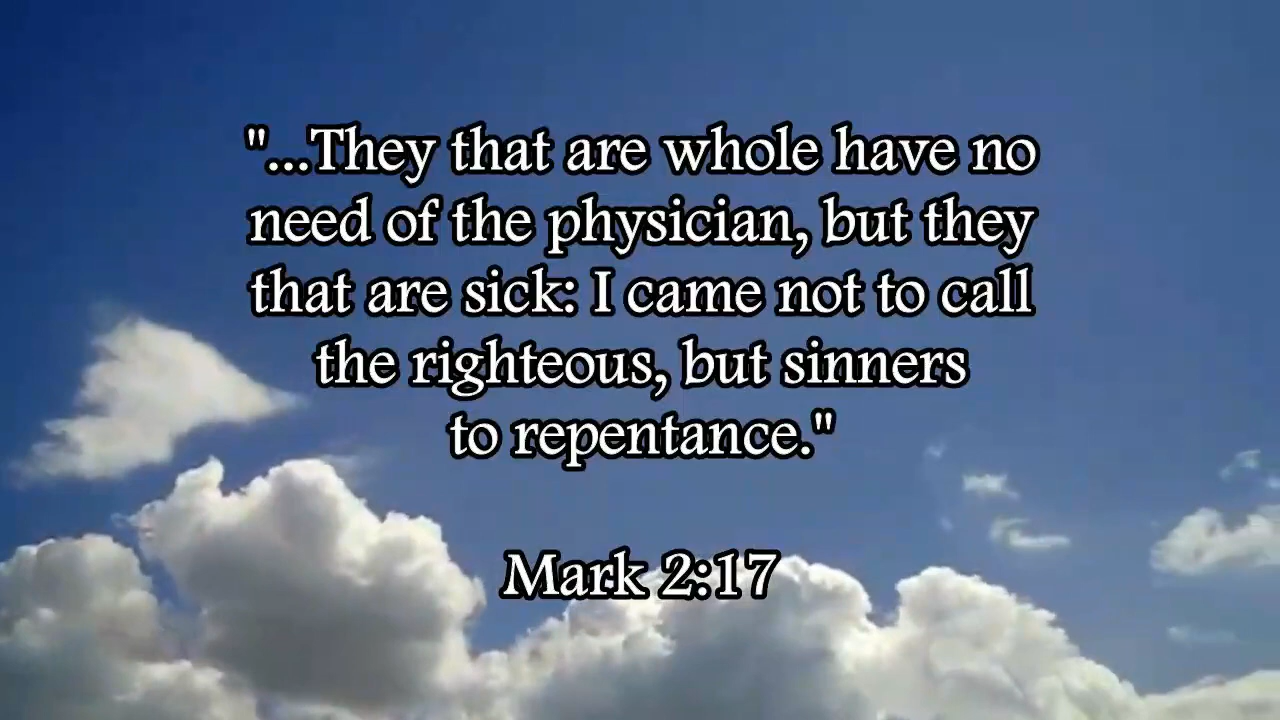 "...They that are whole have no
need of the physician, but they
that are sick: I came not to call
the righteous, but sinners
to repentance."
Mark 2:17